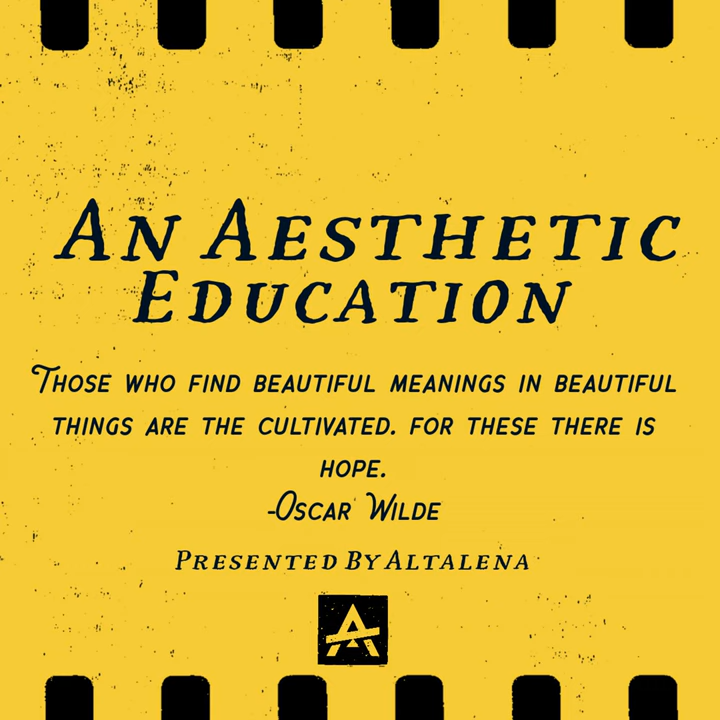 An Aesthetic
Education
Those who find beautiful meanings in beautiful
things are the cultivated. for these there is
hope.
-Oscar Wilde
Presented By Altalena
A